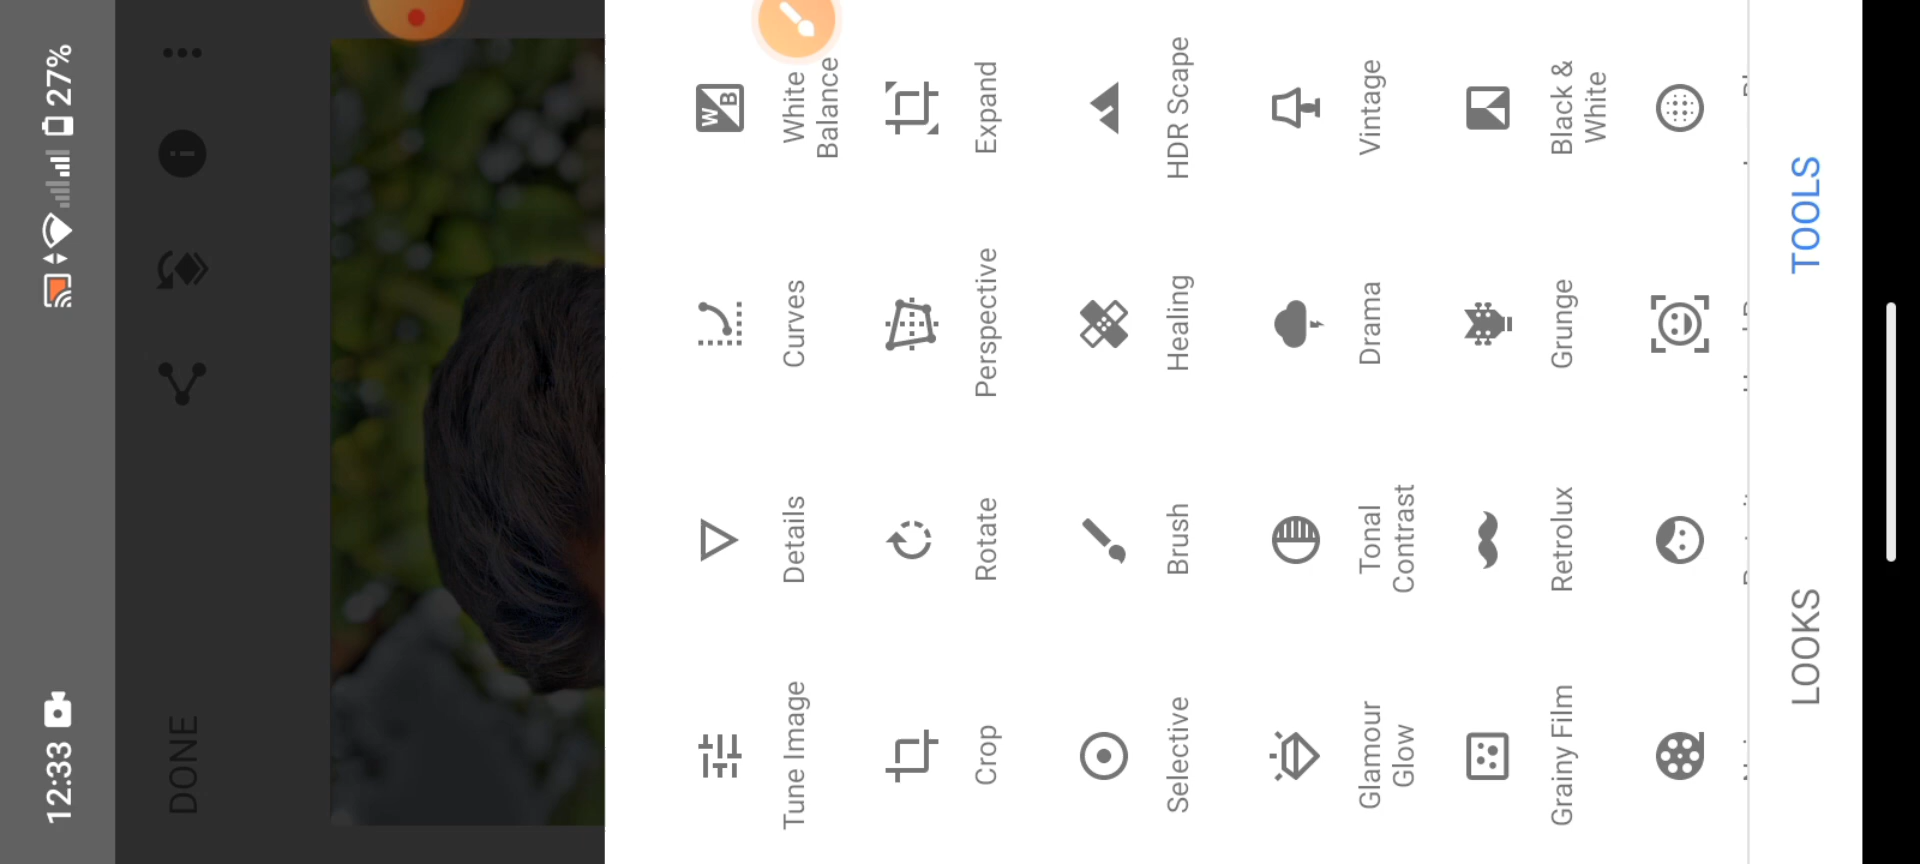 12:33
27%
DONE
Tune Image
Details
Curves
White
Balance
Crop
Rotate
Perspective
Expand
Selective
Brush
Healing
HDR Scape
Glamour
Glow
Tonal
Contrast
Drama
Vintage
Grainy Film
Retrolux
Grunge
Black &
White
LOOKS
TOOLS